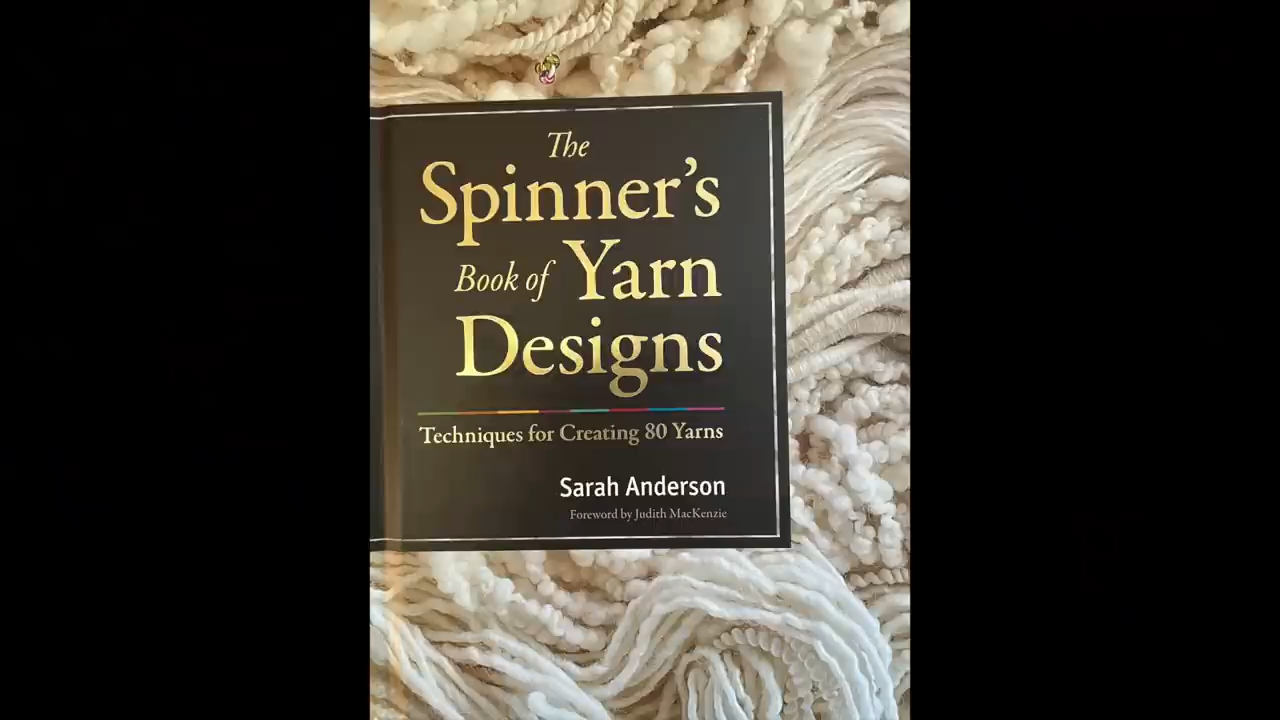 The
Spinner’s
Book of Yarn
Designs
Techniques for Creating 80 Yarns
Sarah Anderson
Foreword by Judith MacKenzie